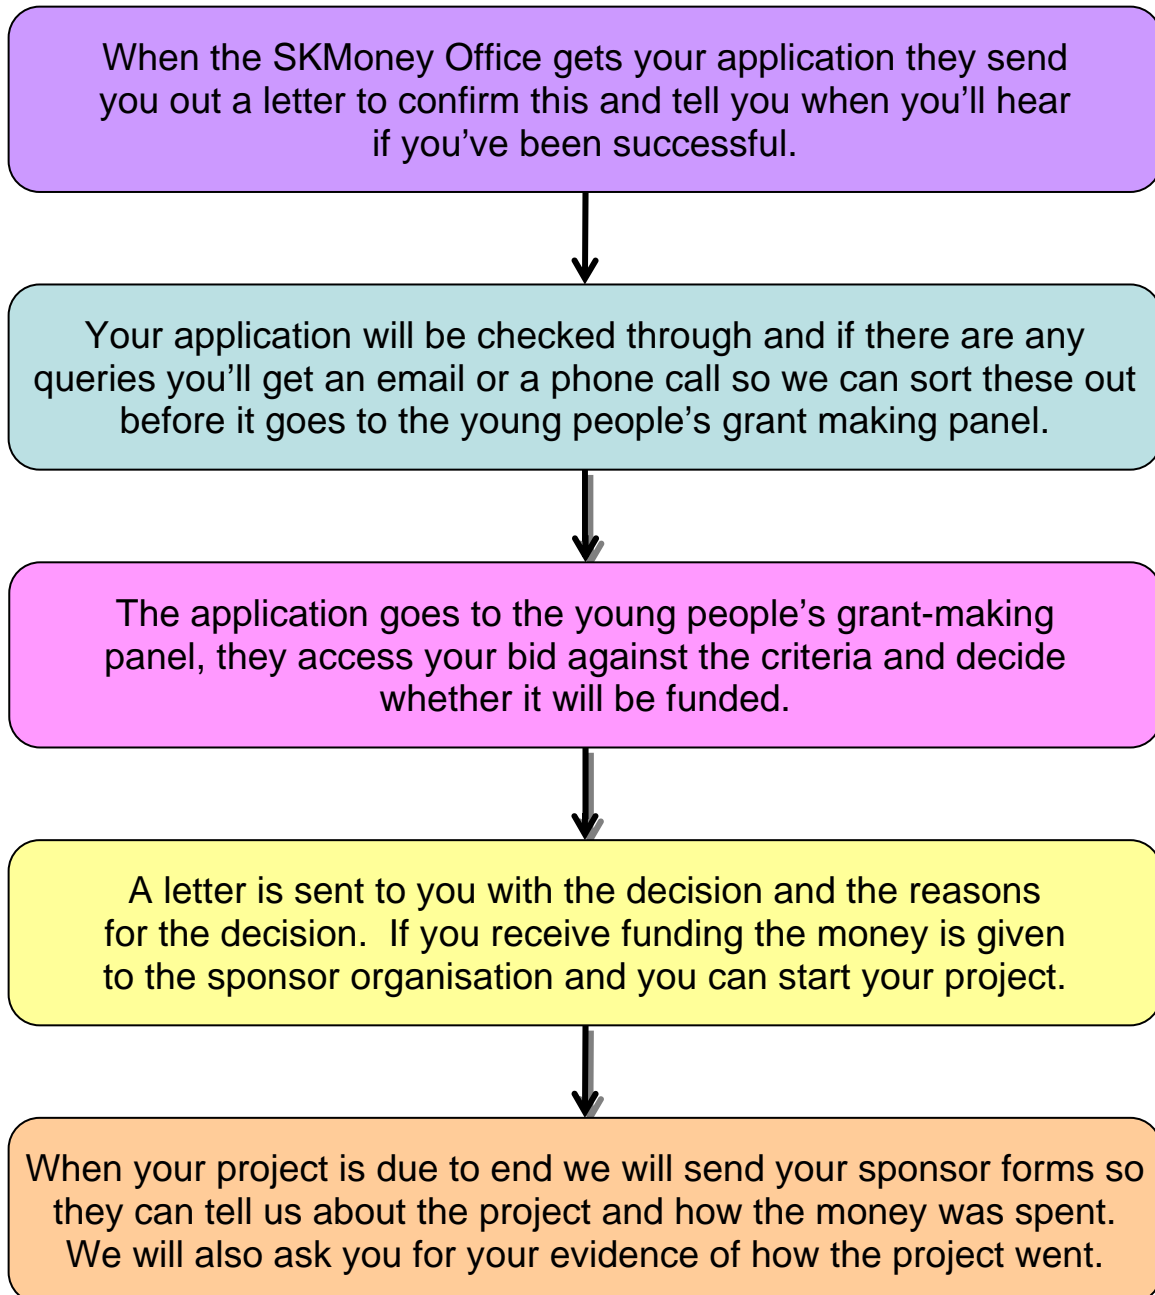 When the SKMoney Office gets your application they send
you out a letter to confirm this and tell you when you’ll hear
if you’ve been successful.
Your application will be checked through and if there are any
queries you’ll get an email or a phone call so we can sort these out
before it goes to the young people’s grant making panel.
The application goes to the young people’s grant-making
panel, they access your bid against the criteria and decide
whether it will be funded.
A letter is sent to you with the decision and the reasons
for the decision.  If you receive funding the money is given
to the sponsor organisation and you can start your project.
When your project is due to end we will send your sponsor forms so
they can tell us about the project and how the money was spent.
We will also ask you for your evidence of how the project went.